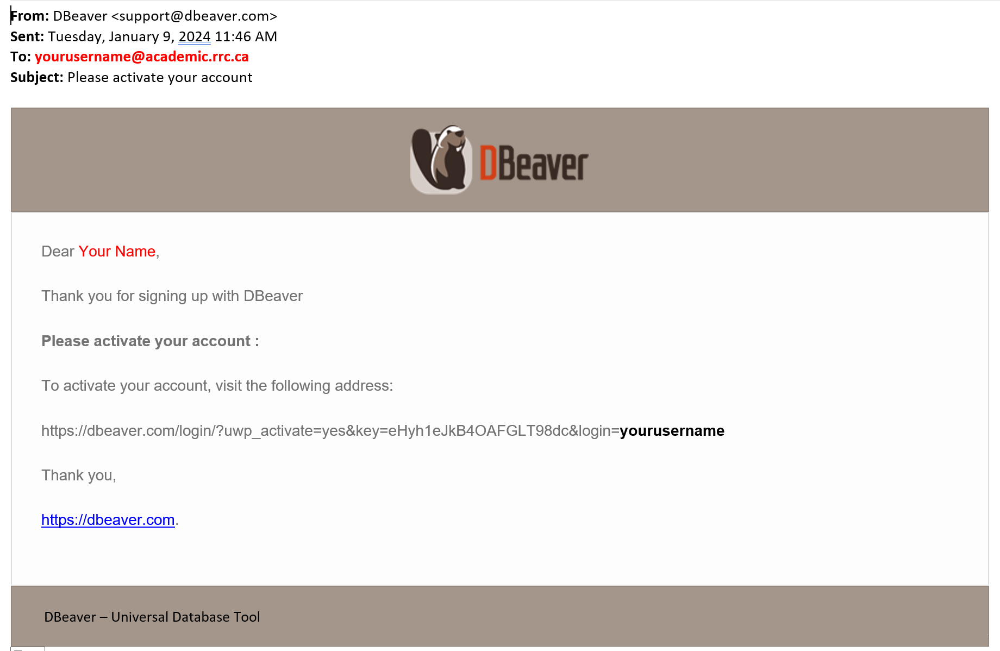 From: DBeaver <support@dbeaver.com>
Sent: Tuesday, January 9, 2024 11:46 AM
To: yourusername@academic.rrc.ca
Subject: Please activate your account
DBeaver
Dear Your Name,
Thank you for signing up with DBeaver
Please activate your account :
To activate your account, visit the following address:
https://dbeaver.com/login/?uwp_activate=yes&key=eHyh1eJkB4OAFGLT98dc&login=yourusername
Thank you,
https://dbeaver.com.
DBeaver – Universal Database Tool